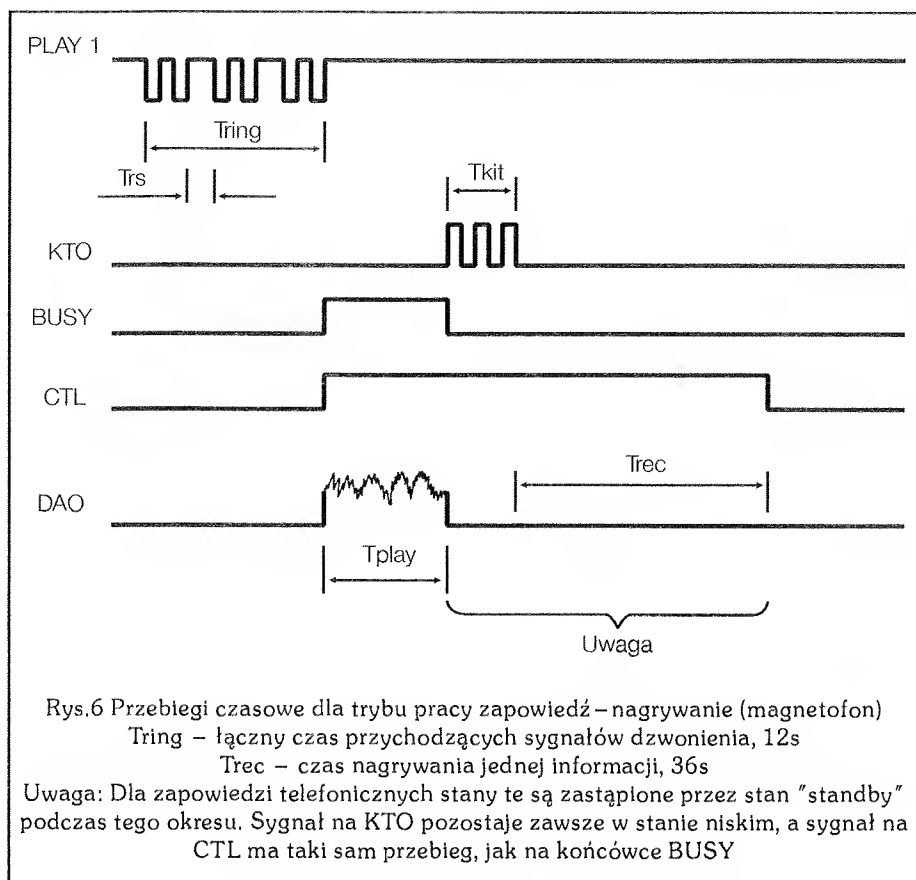 PLAY 1
Tring
Trs
Tkit
KTO
BUSY
CTL
Trec
DAO
Tplay
Uwaga
Rys.6 Przebiegi czasowe dla trybu pracy zapowiedź – nagrywanie (magnetofon)
Tring – łączny czas przychodzących sygnałów dzwonienia, 12s
Trec – czas nagrywania jednej informacji, 36s
Uwaga: Dla zapowiedzi telefonicznych stany te są zastąpione przez stan "standby"
podczas tego okresu. Sygnał na KTO pozostaje zawsze w stanie niskim, a sygnał na
CTL ma taki sam przebieg, jak na końcówce BUSY